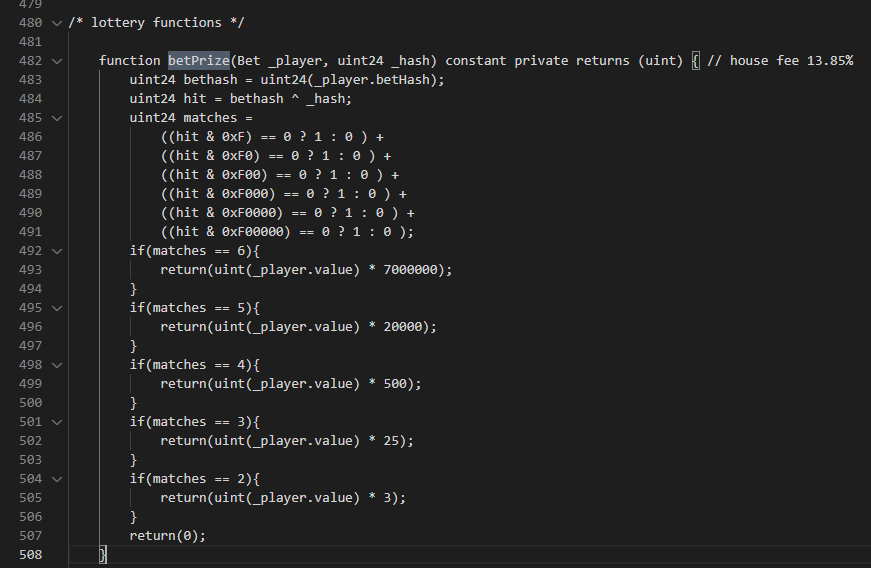 479
480 /* lottery functions */
481
482 function betPrize(Bet _player, uint24 _hash) constant private returns (uint) { // house fee 13.85%
483 uint24 bethash = uint24(_player.betHash);
484 uint24 hit = bethash ^ _hash;
485 uint24 matches =
486 ((hit & 0xF) == 0 ? 1 : 0 ) +
487 ((hit & 0xF0) == 0 ? 1 : 0 ) +
488 ((hit & 0xF00) == 0 ? 1 : 0 ) +
489 ((hit & 0xF000) == 0 ? 1 : 0 ) +
490 ((hit & 0xF0000) == 0 ? 1 : 0 ) +
491 ((hit & 0xF00000) == 0 ? 1 : 0 );
492 if(matches == 6){
493 return(uint(_player.value) * 7000000);
494 }
495 if(matches == 5){
496 return(uint(_player.value) * 20000);
497 }
498 if(matches == 4){
499 return(uint(_player.value) * 500);
500 }
501 if(matches == 3){
502 return(uint(_player.value) * 25);
503 }
504 if(matches == 2){
505 return(uint(_player.value) * 3);
506 }
507 return(0);
508 }